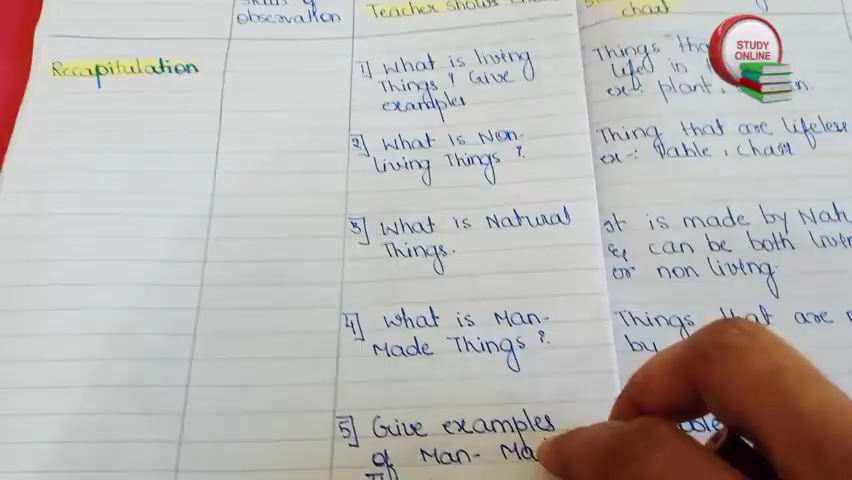 observation
Teacher shows
chart
STUDY
ONLINE
Recapitulation
1] What is living
Things ? Give
examples
Things
life in
ex-: plant,
2] What is Non-
living Things ?
Thing that are lifeless
ex-: Table, chair
3] What is Natural
Things.
It is made by
& can be both
or non living
4] What is Man-
Made Things ?
Things that are
by
5] Give examples
of Man-